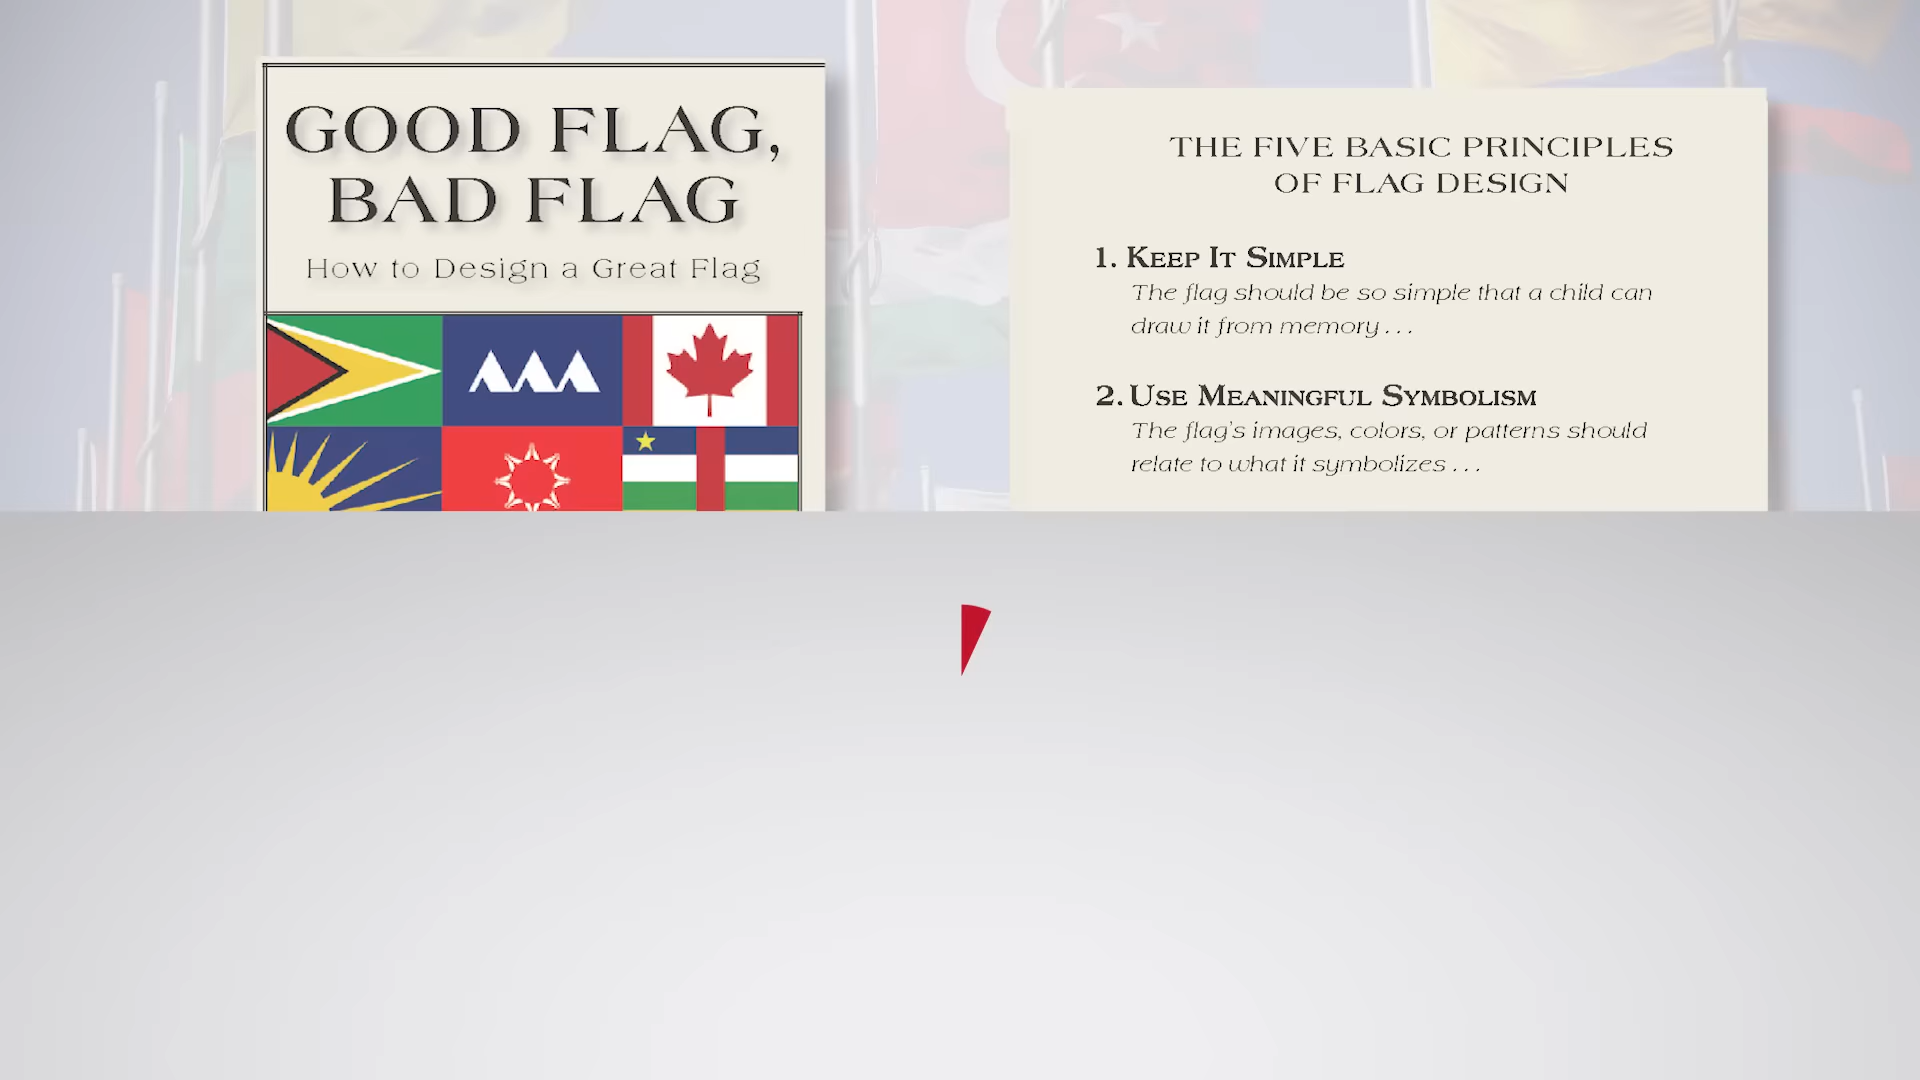 GOOD FLAG,
BAD FLAG
How to Design a Great Flag
THE FIVE BASIC PRINCIPLES
OF FLAG DESIGN
1. KEEP IT SIMPLE
The flag should be so simple that a child can
draw it from memory . . .
2. USE MEANINGFUL SYMBOLISM
The flag's images, colors, or patterns should
relate to what it symbolizes . . .